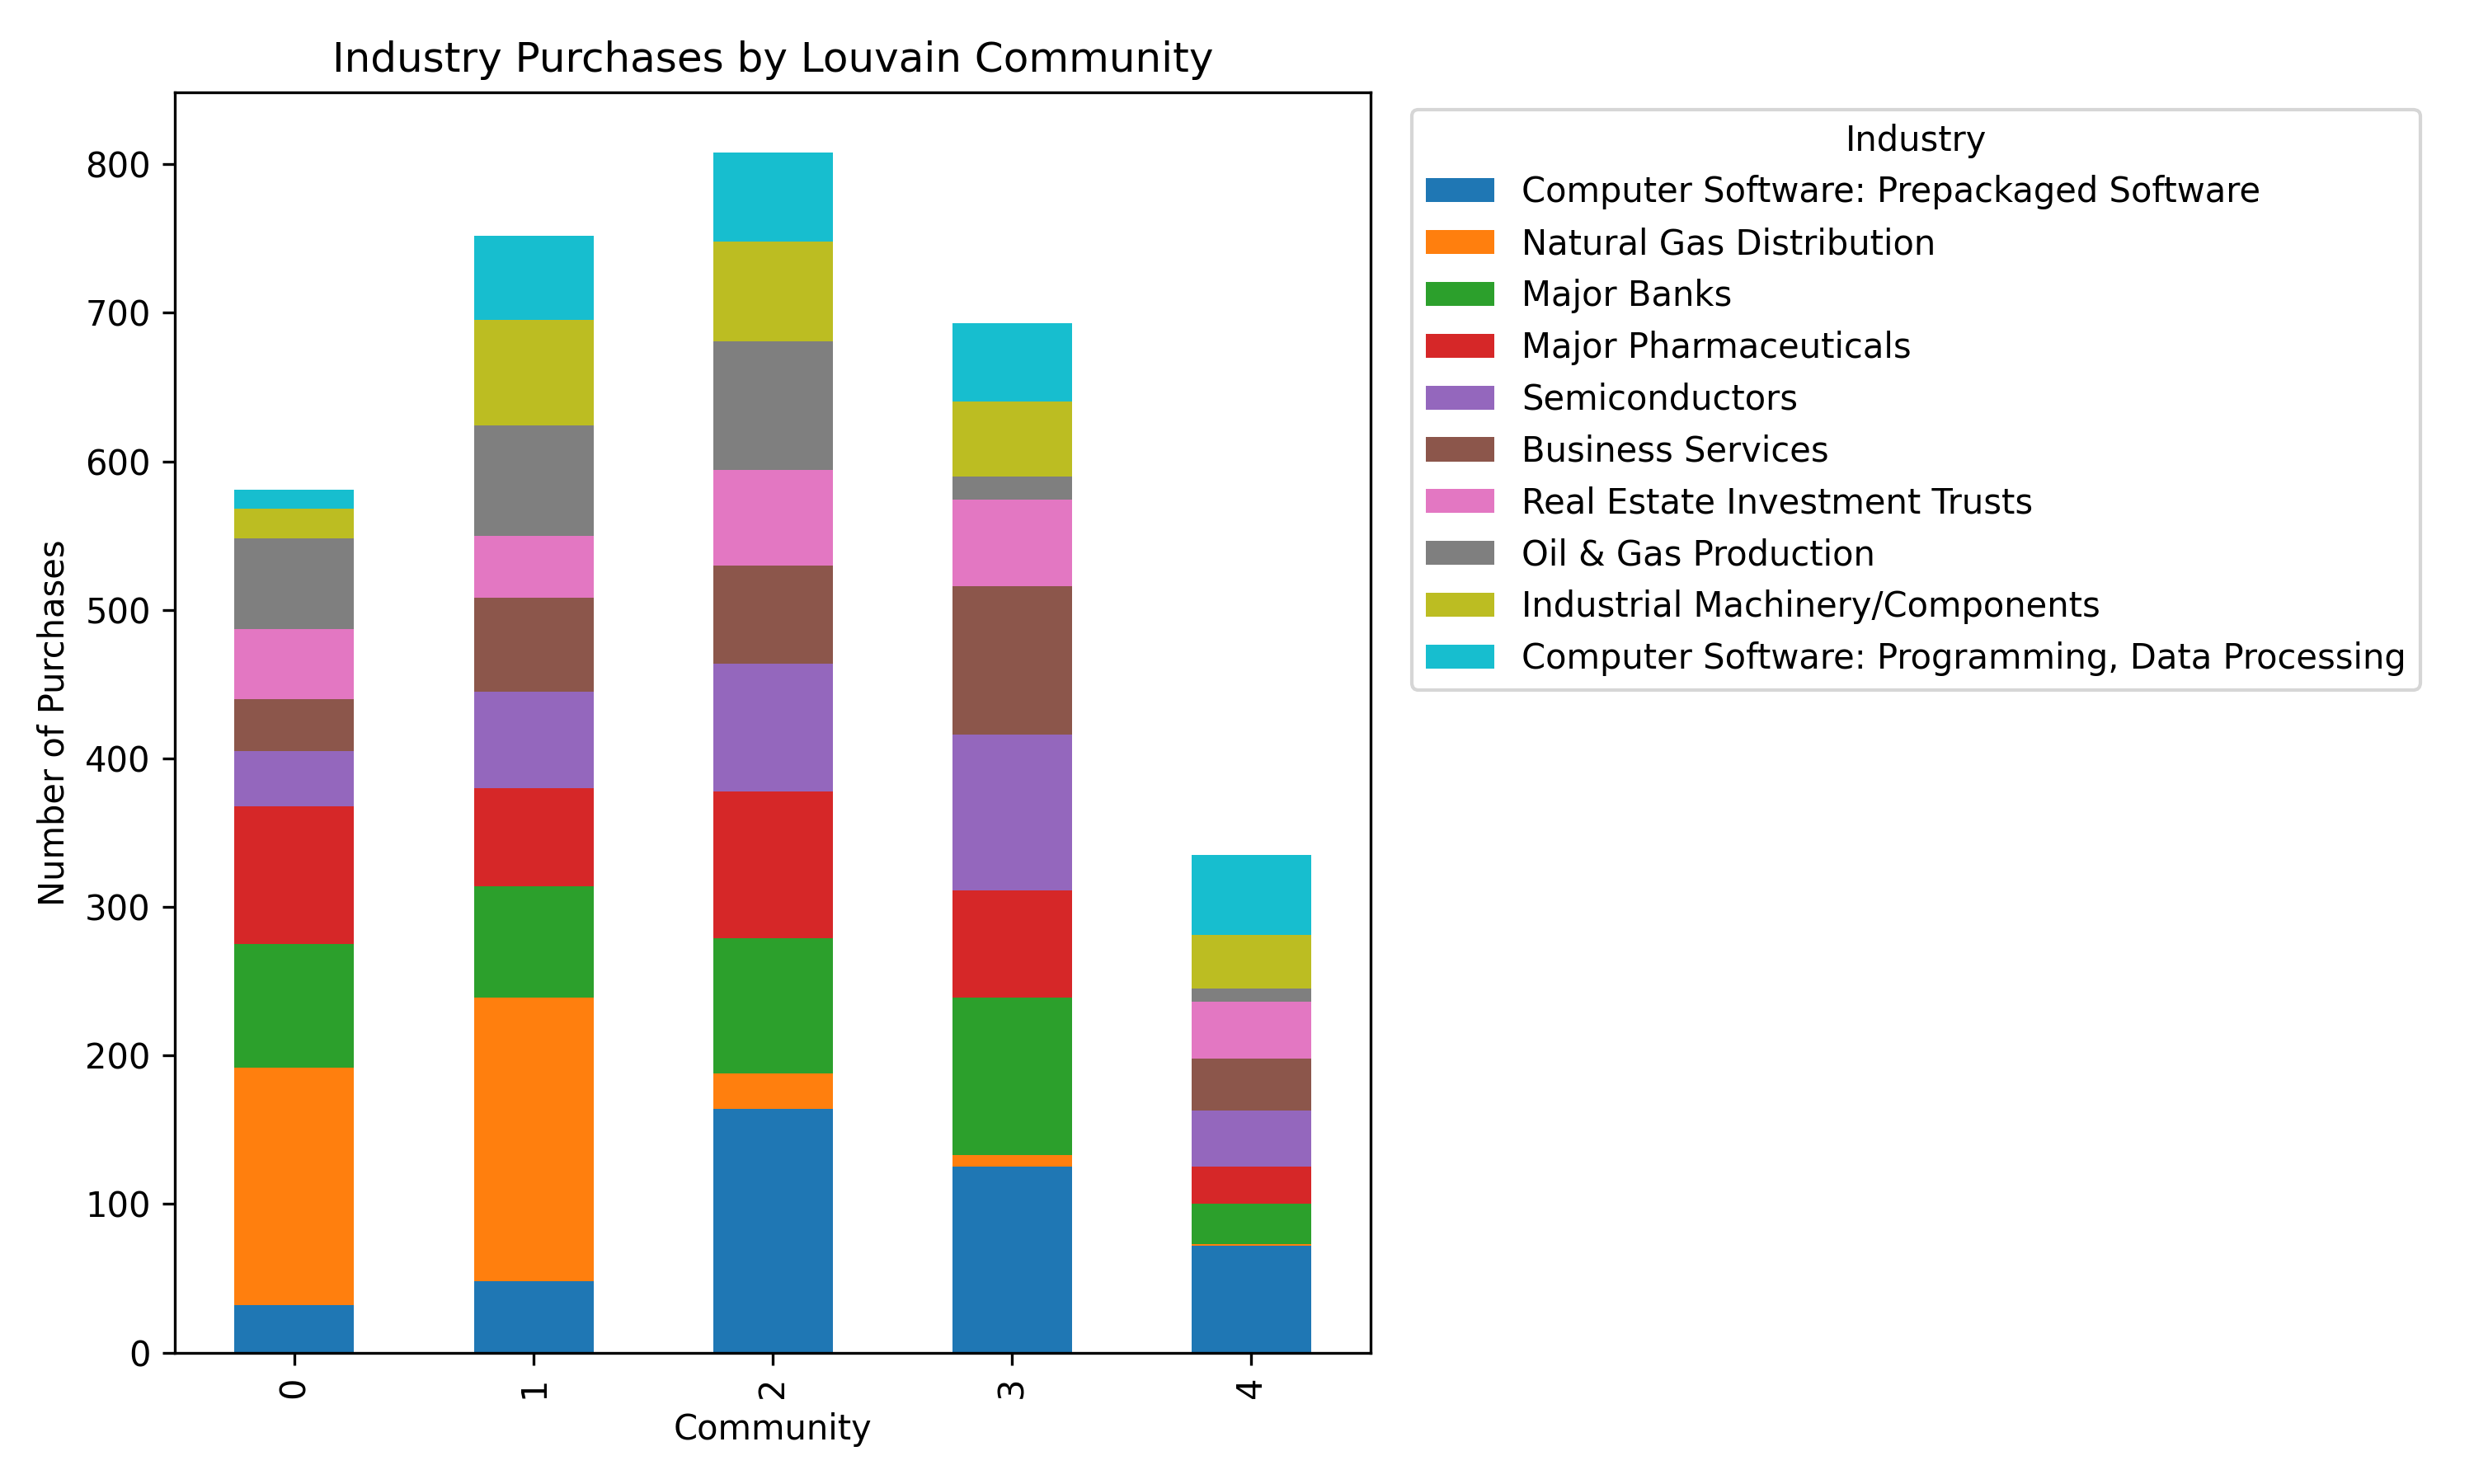 Industry Purchases by Louvain Community
Number of Purchases
800
700
600
500
400
300
200
100
0
0
1
2
3
4
Community
Industry
Computer Software: Prepackaged Software
Natural Gas Distribution
Major Banks
Major Pharmaceuticals
Semiconductors
Business Services
Real Estate Investment Trusts
Oil & Gas Production
Industrial Machinery/Components
Computer Software: Programming, Data Processing